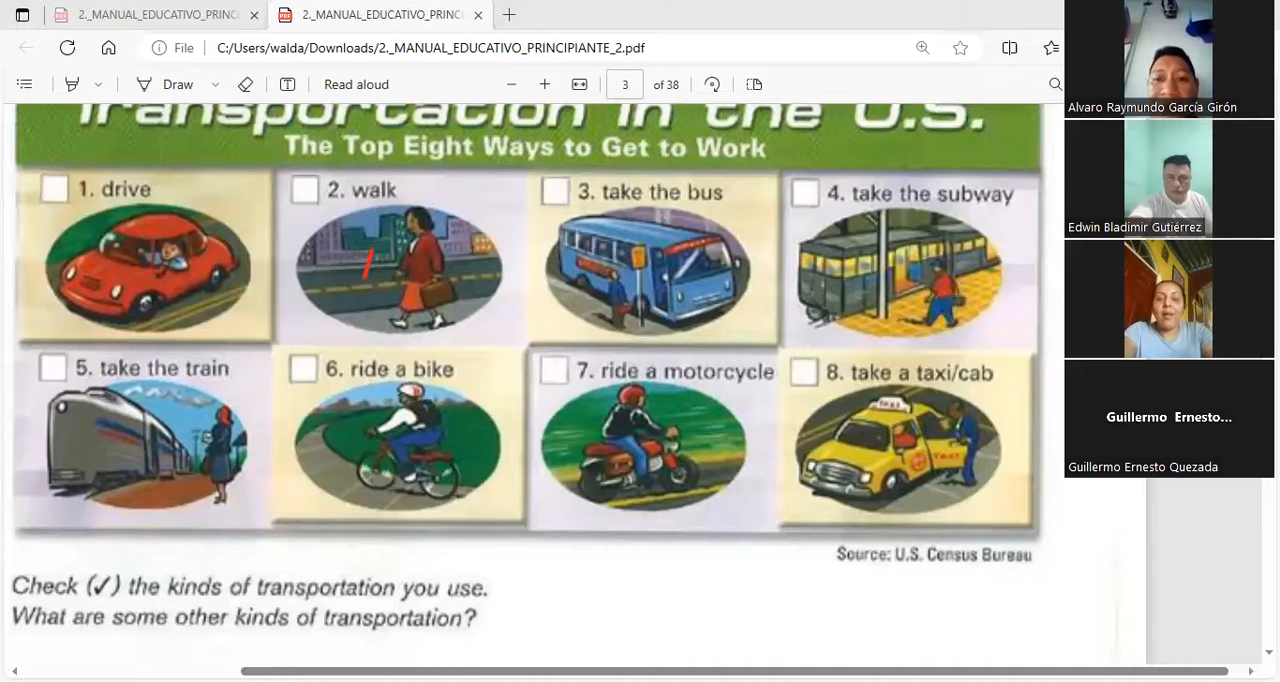 2._MANUAL_EDUCATIVO_PRINCI
2._MANUAL_EDUCATIVO_PRINCI
File
C:/Users/walda/Downloads/2._MANUAL_EDUCATIVO_PRINCIPIANTE_2.pdf
Draw
Read aloud
3
of 38
Transportation in the U.S.
The Top Eight Ways to Get to Work
1. drive
2. walk
3. take the bus
4. take the subway
5. take the train
6. ride a bike
7. ride a motorcycle
8. take a taxi/cab
TAXI
TAXI
Source: U.S. Census Bureau
Check (✓) the kinds of transportation you use.
What are some other kinds of transportation?
Alvaro Raymundo García Girón
Edwin Bladimir Gutiérrez
Guillermo Ernesto...
Guillermo Ernesto Quezada